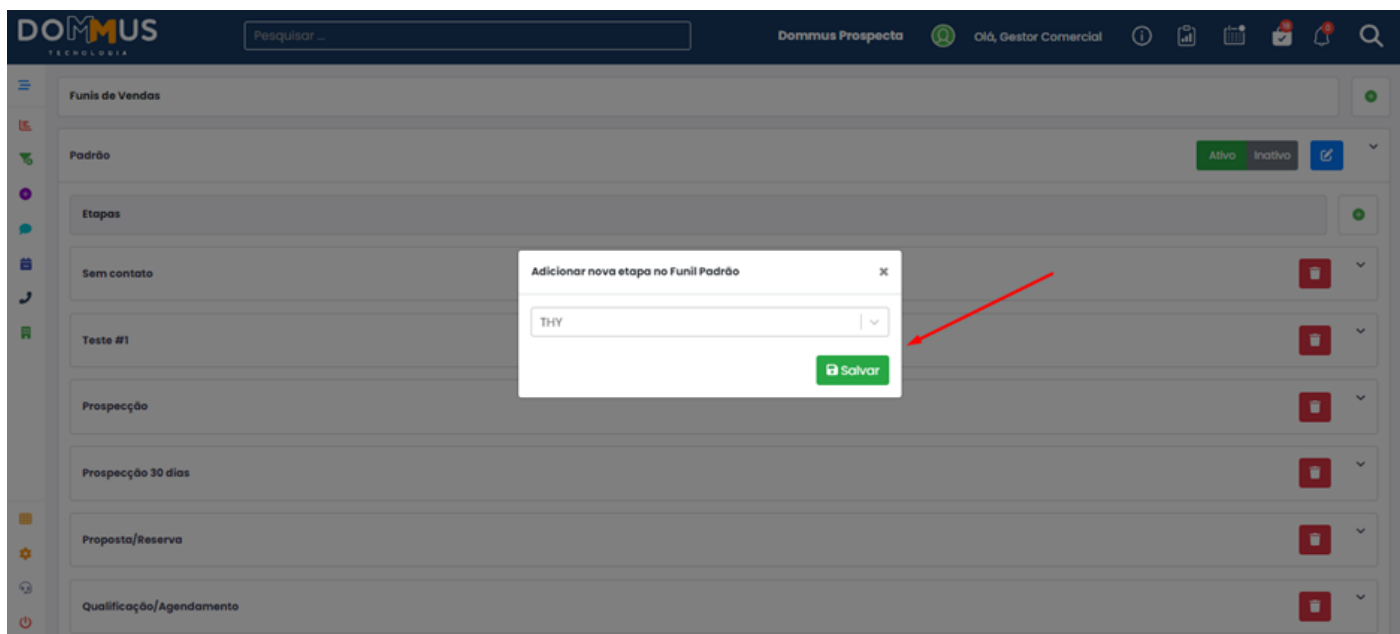 DOMMUS
TECNOLOGIA
Pesquisar ...
Dommus Prospecta
Olá, Gestor Comercial
Funis de Vendas
Padrão
Ativo
Inativo
Etapas
Sem contato
Adicionar nova etapa no Funil Padrão
THY
Salvar
Teste #1
Prospecção
Prospecção 30 dias
Proposta/Reserva
Qualificação/Agendamento